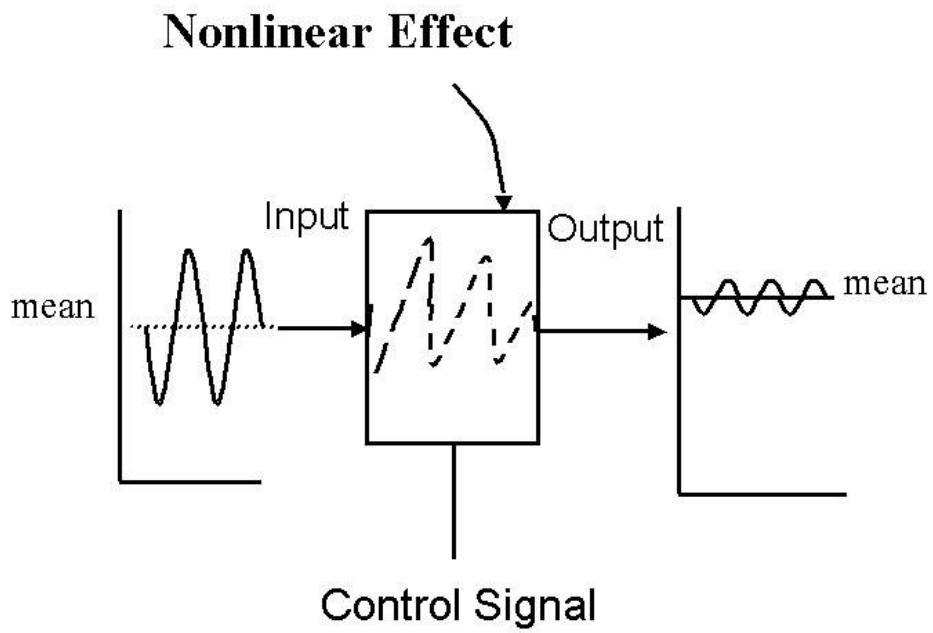 Nonlinear Effect
Input
Output
mean
mean
Control Signal